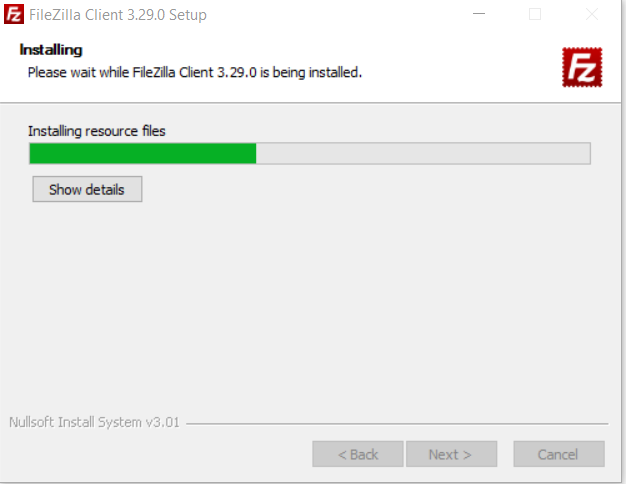 FileZilla Client 3.29.0 Setup
Installing
Please wait while FileZilla Client 3.29.0 is being installed.
Fz
Installing resource files
Show details
Nullsoft Install System v3.01
< Back
Next >
Cancel